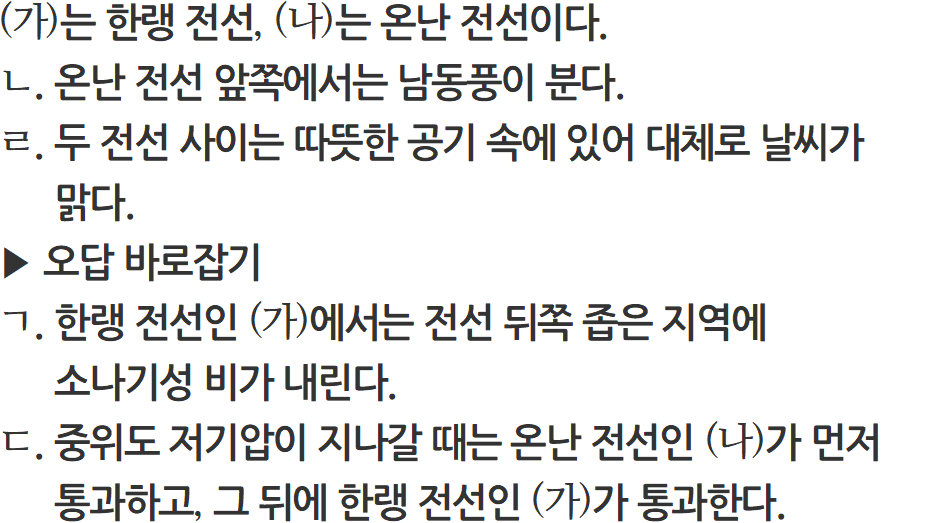 (가)는 한랭 전선, (나)는 온난 전선이다.
ㄴ. 온난 전선 앞쪽에서는 남동풍이 분다.
ㄹ. 두 전선 사이는 따뜻한 공기 속에 있어 대체로 날씨가
맑다.
▶ 오답 바로잡기
ㄱ. 한랭 전선인 (가)에서는 전선 뒤쪽 좁은 지역에
소나기성 비가 내린다.
ㄷ. 중위도 저기압이 지나갈 때는 온난 전선인 (나)가 먼저
통과하고, 그 뒤에 한랭 전선인 (가)가 통과한다.